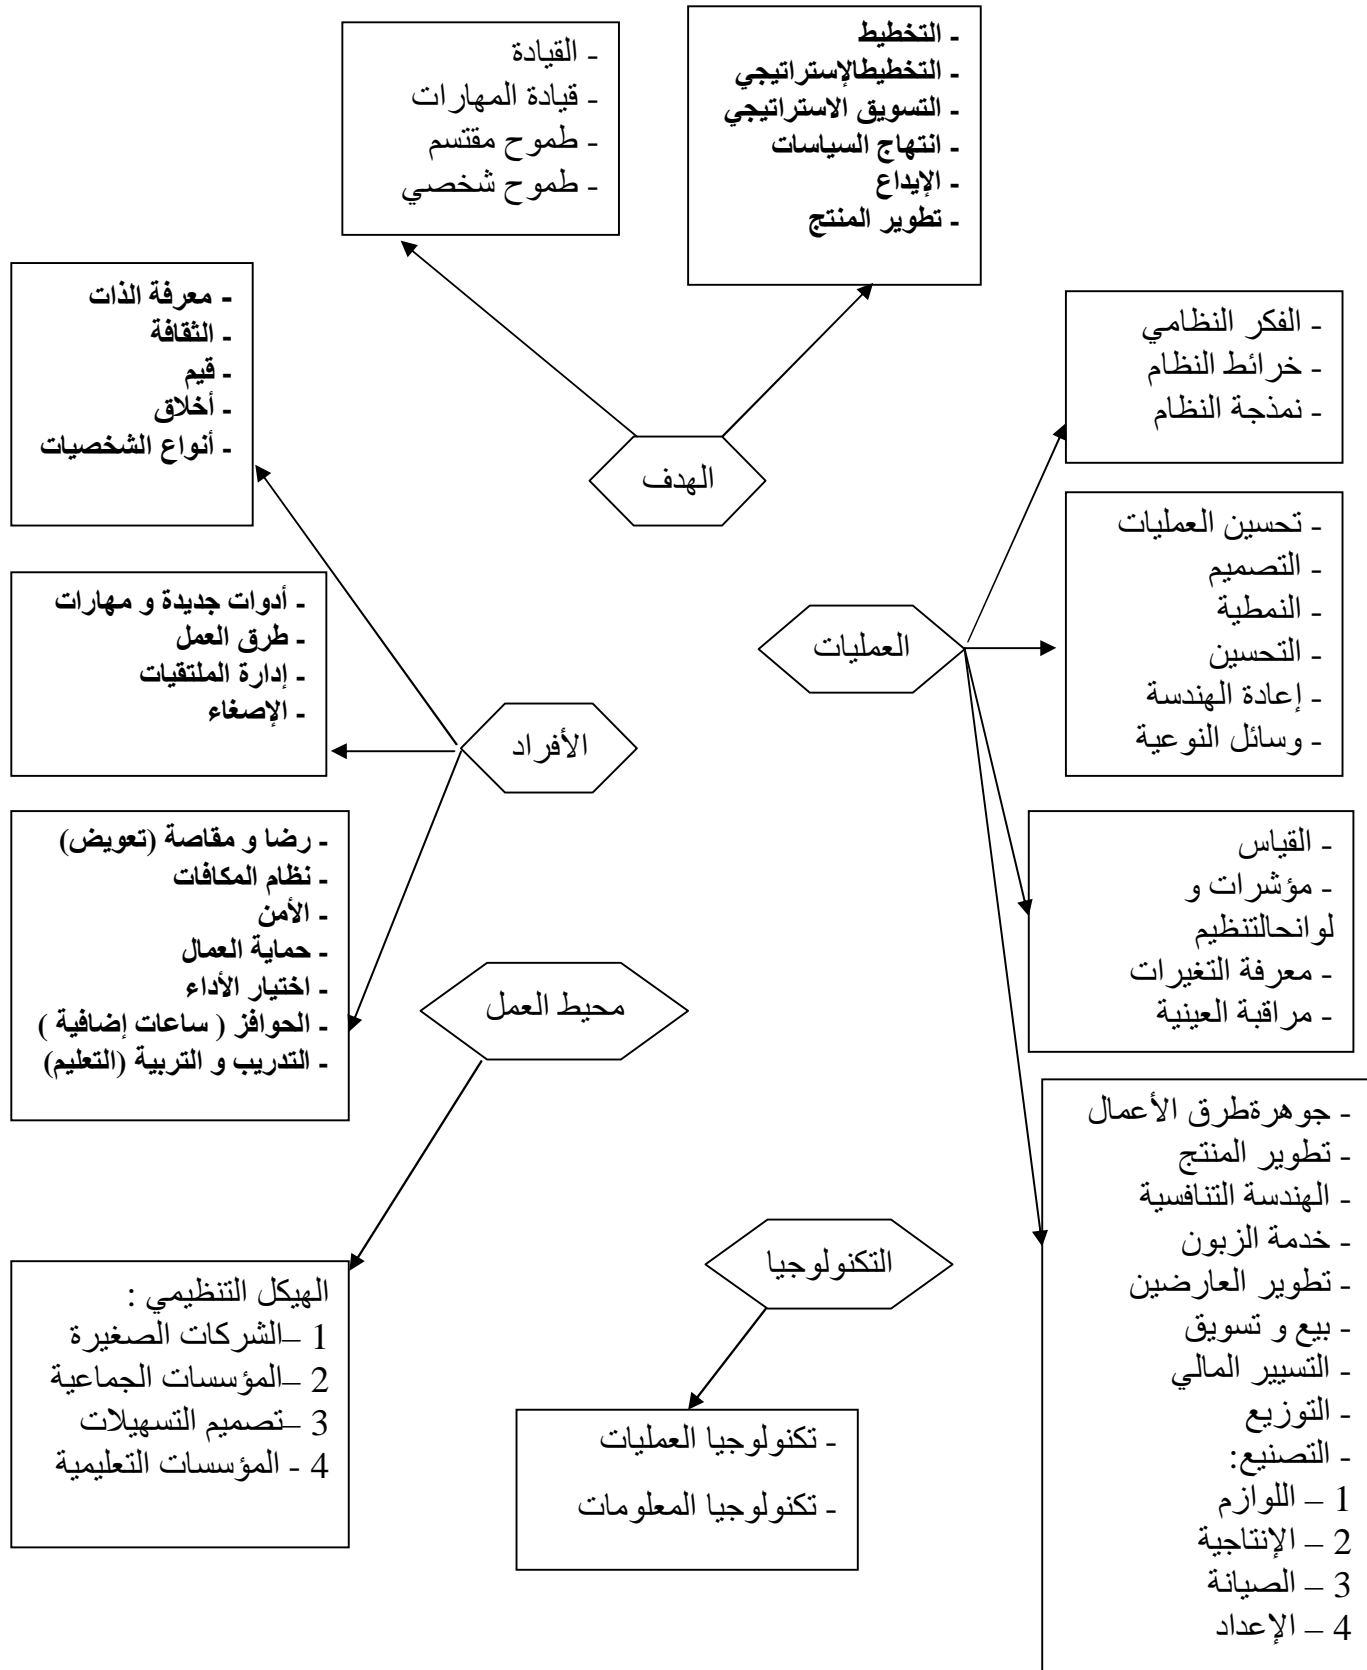 - التخطيط
- التخطيطالإستراتيجي
- التسويق الاستراتيجي
- انتهاج السياسات
- الإبداع
- تطوير المنتج
- القيادة
- قيادة المهارات
- طموح مقتسم
- طموح شخصي
الهدف
- الفكر النظامي
- خرائط النظام
- نمذجة النظام
- تحسين العمليات
- التصميم
- النمطية
- التحسين
- إعادة الهندسة
- وسائل النوعية
العمليات
- القياس
- مؤشرات و
لوانحالتنظيم
- معرفة التغيرات
- مراقبة العينية
- جوهرةطرق الأعمال
- تطوير المنتج
- الهندسة التنافسية
- خدمة الزبون
- تطوير العارضين
- بيع و تسويق
- التسيير المالي
- التوزيع
- التصنيع:
1 – اللوازم
2 – الإنتاجية
3 – الصيانة
4 – الإعداد
- معرفة الذات
- الثقافة
- قيم
- أخلاق
- أنواع الشخصيات
- أدوات جديدة و مهارات
- طرق العمل
- إدارة الملتقيات
- الإصغاء
الأفراد
- رضا و مقاصة (تعويض)
- نظام المكافات
- الأمن
- حماية العمال
- اختيار الأداء
- الحوافز ( ساعات إضافية )
- التدريب و التربية (التعليم)
محيط العمل
الهيكل التنظيمي :
1 –الشركات الصغيرة
2 –المؤسسات الجماعية
3 –تصميم التسهيلات
4 - المؤسسات التعليمية
التكنولوجيا
- تكنولوجيا العمليات
- تكنولوجيا المعلومات